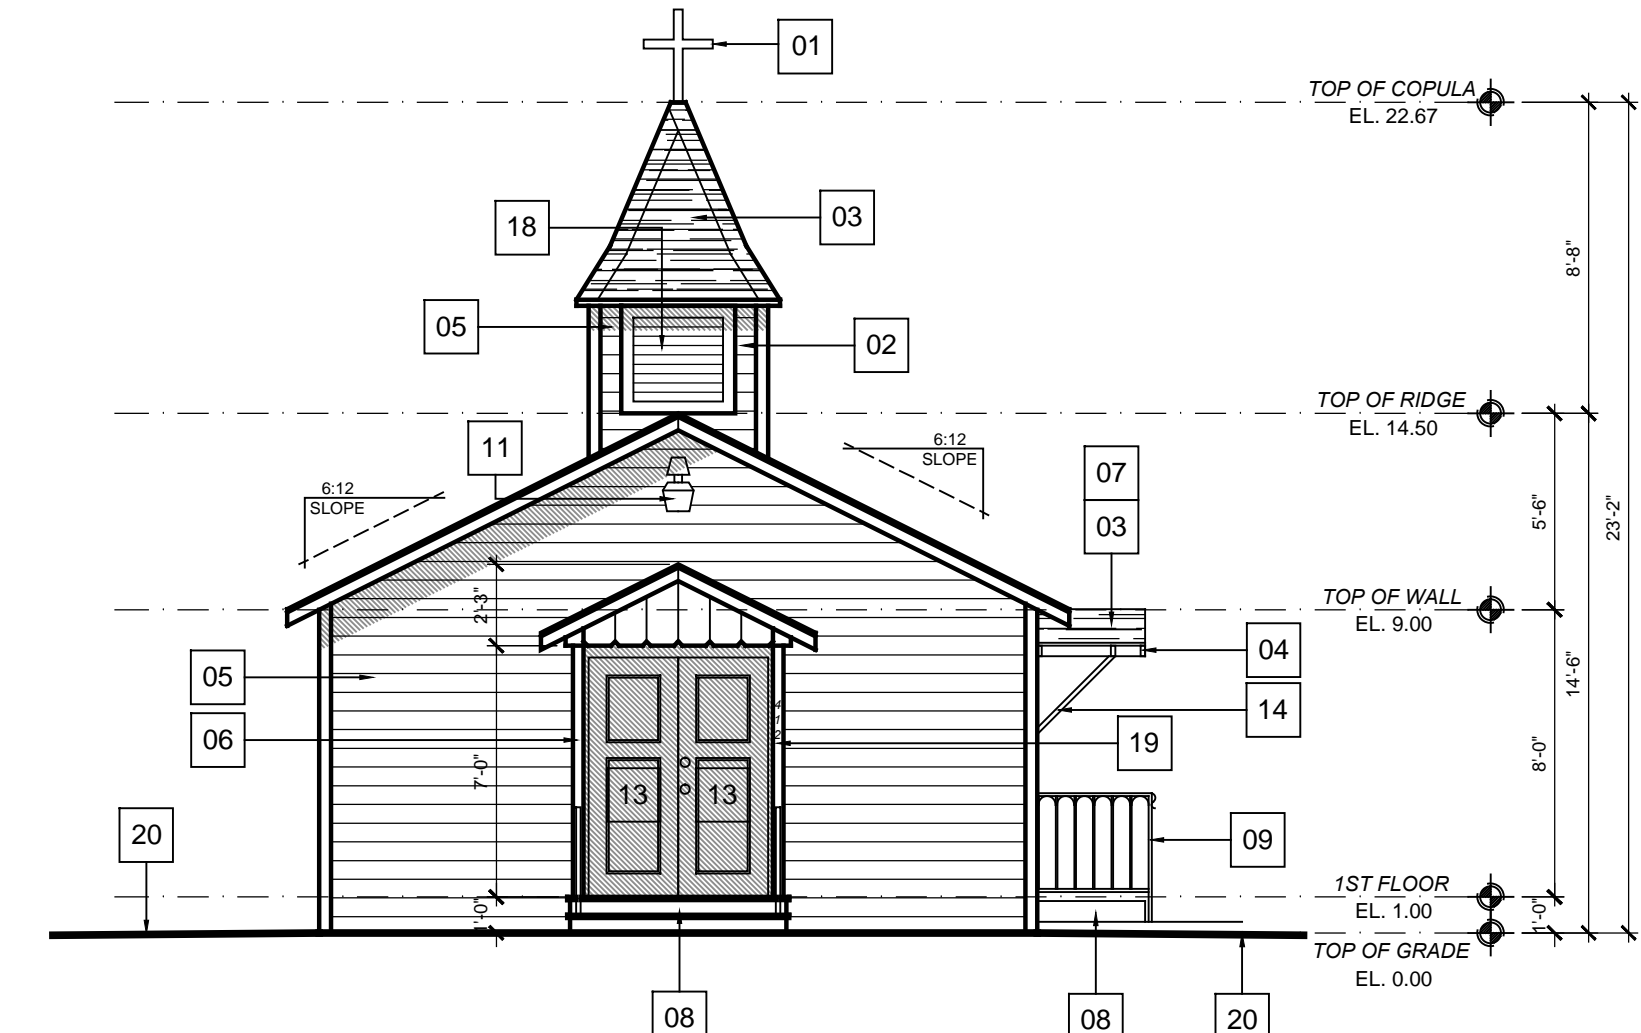 01
TOP OF COPULA
EL. 22.67
18
03
8'-8"
05
02
TOP OF RIDGE
EL. 14.50
11
6:12
SLOPE
6:12
SLOPE
07
03
5'-6"
23'-2"
2'-3"
TOP OF WALL
EL. 9.00
05
04
14'-6"
06
412
14
19
7'-0"
8'-0"
13
13
20
09
1ST FLOOR
EL. 1.00
1'-0"
1'-0"
TOP OF GRADE
EL. 0.00
08
08
20